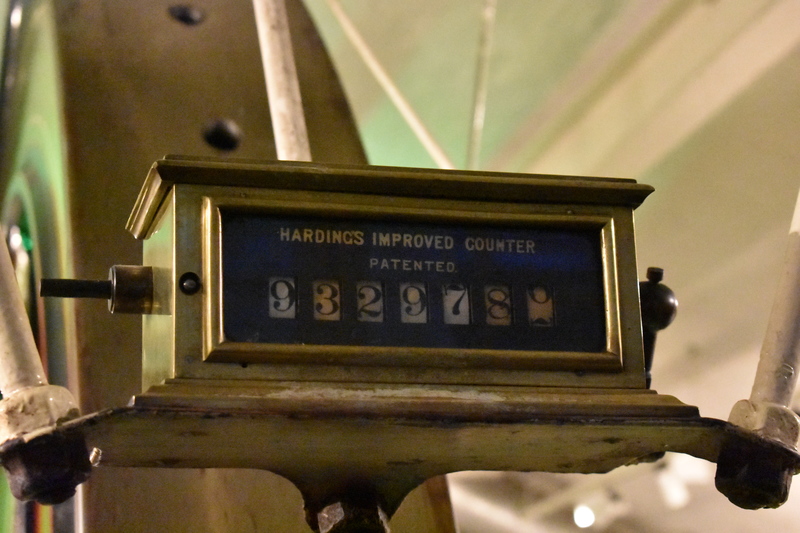 HARDING'S IMPROVED COUNTER
PATENTED.
932978